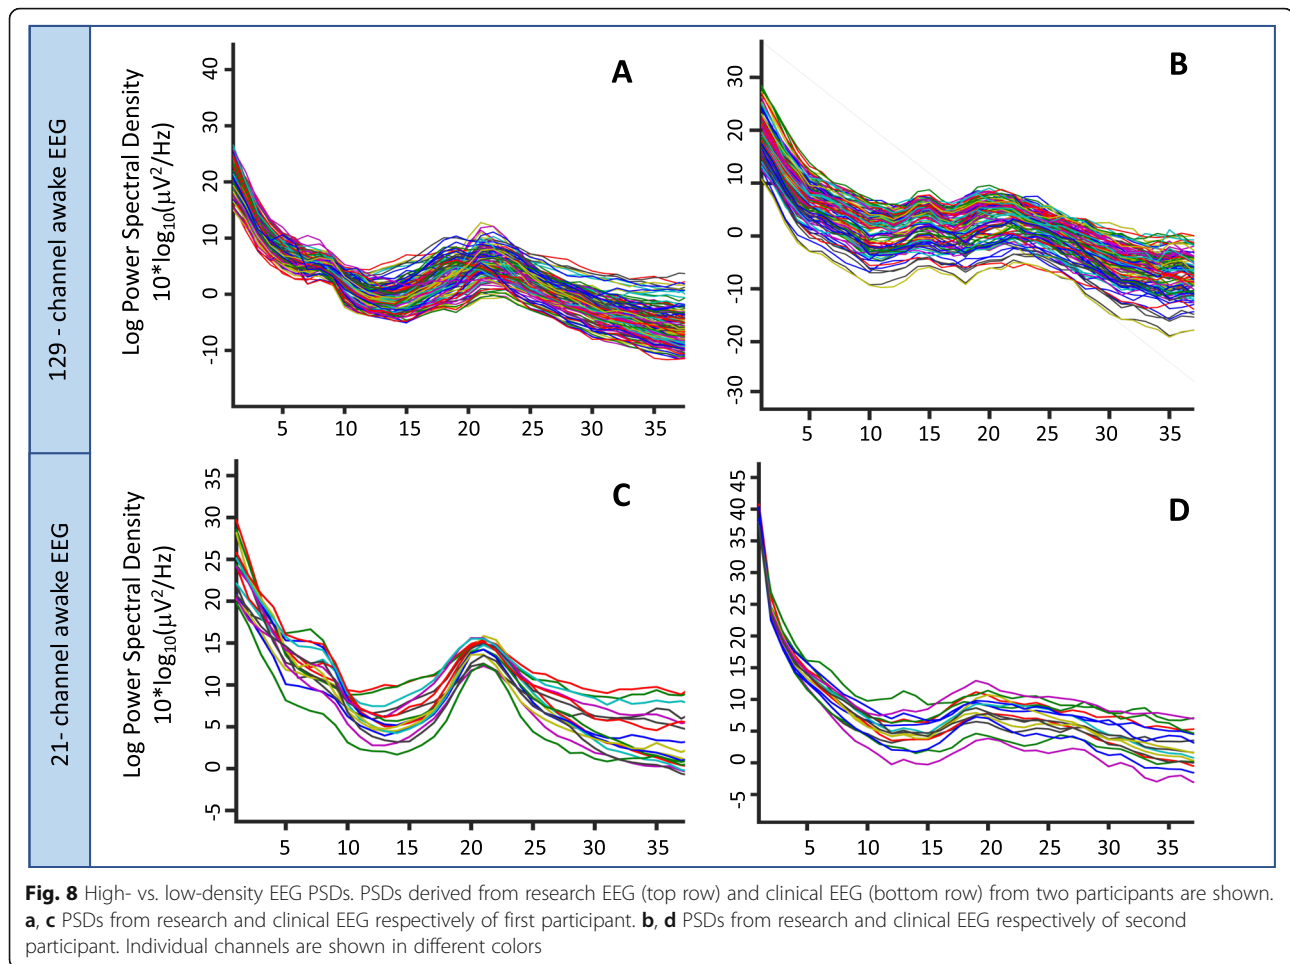 129 - channel awake EEG
Log Power Spectral Density
10*log10(µV²/Hz)
A
40
30
20
10
0
-10
5 10 15 20 25 30 35
B
30
20
10
0
-10
-20
-30
5 10 15 20 25 30 35
21- channel awake EEG
Log Power Spectral Density
10*log10(µV²/Hz)
C
35
30
25
20
15
10
5
0
-5
5 10 15 20 25 30 35
D
45
40
35
30
25
20
15
10
5
0
-5
5 10 15 20 25 30 35
Fig. 8 High- vs. low-density EEG PSDs. PSDs derived from research EEG (top row) and clinical EEG (bottom row) from two participants are shown.
a, c PSDs from research and clinical EEG respectively of first participant. b, d PSDs from research and clinical EEG respectively of second
participant. Individual channels are shown in different colors